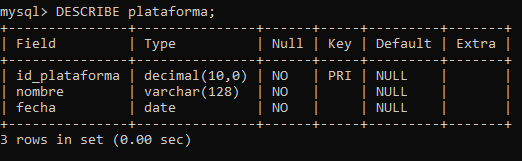 mysql> DESCRIBE plataforma;
+---------------+---------------+------+-----+---------+-------+
| Field         | Type          | Null | Key | Default | Extra |
+---------------+---------------+------+-----+---------+-------+
| id_plataforma | decimal(10,0) | NO   | PRI | NULL    |       |
| nombre        | varchar(128)  | NO   |     | NULL    |       |
| fecha         | date          | NO   |     | NULL    |       |
+---------------+---------------+------+-----+---------+-------+
3 rows in set (0.00 sec)